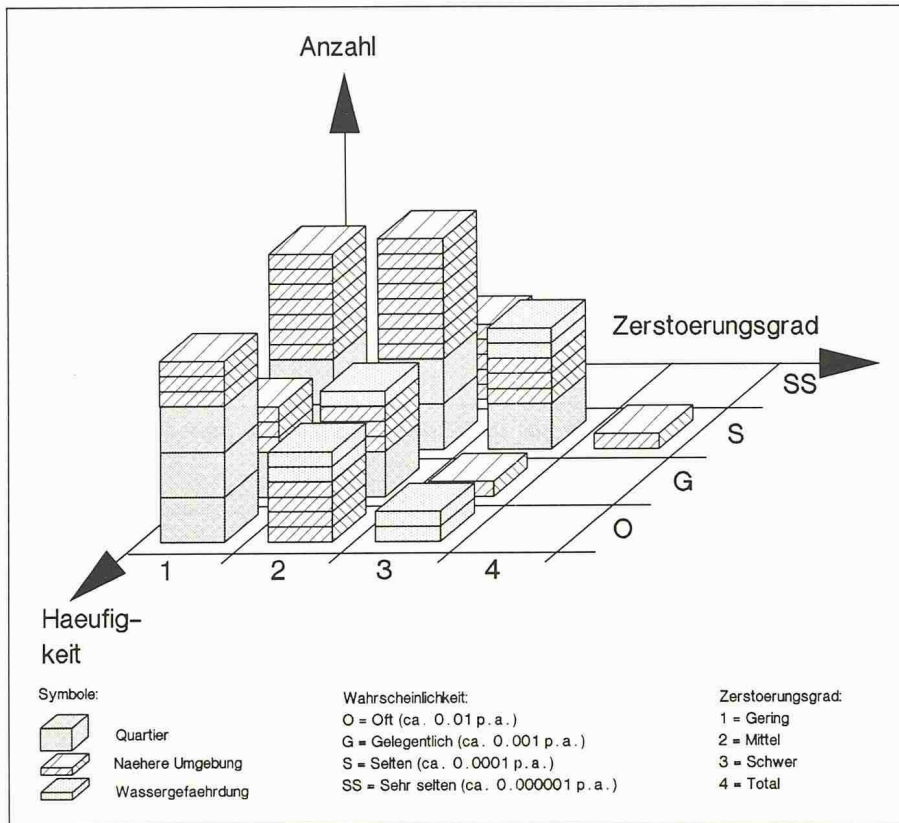 Anzahl
Zerstoerungsgrad
SS
S
G
O
1 2 3 4
Haeufig-
keit
Symbole:
Quartier
Naehere Umgebung
Wassergefaehrdung
Wahrscheinlichkeit:
O = Oft (ca. 0.01 p.a.)
G = Gelegentlich (ca. 0.001 p.a.)
S = Selten (ca. 0.0001 p.a.)
SS = Sehr selten (ca. 0.000001 p.a.)
Zerstoerungsgrad:
1 = Gering
2 = Mittel
3 = Schwer
4 = Total